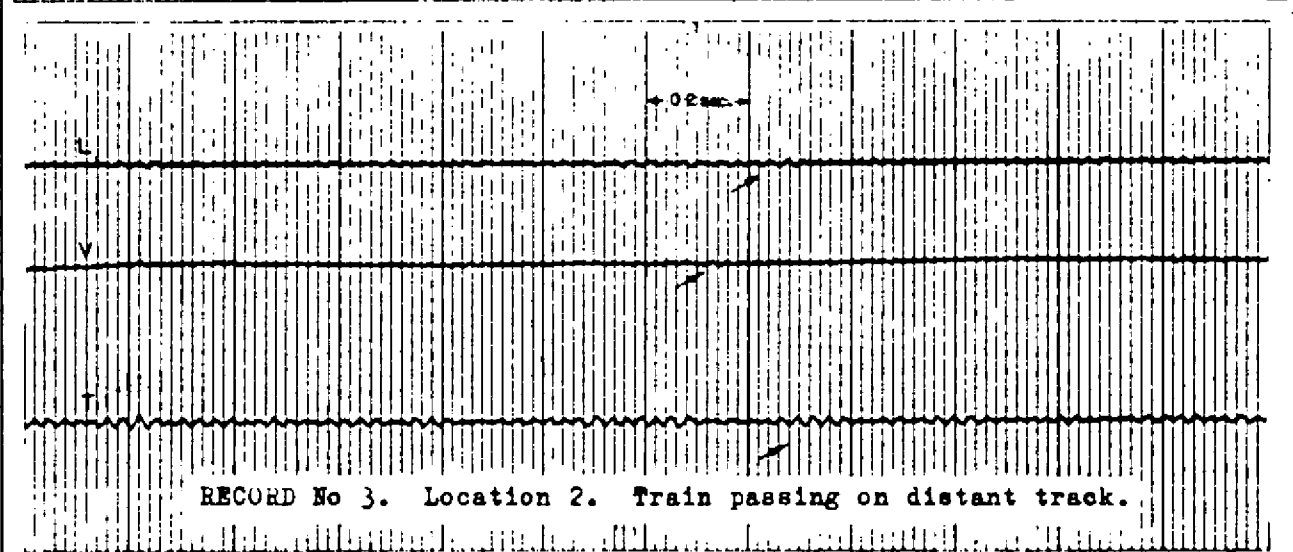 0·2 sec.
L
V
T
RECORD No 3. Location 2. Train passing on distant track.